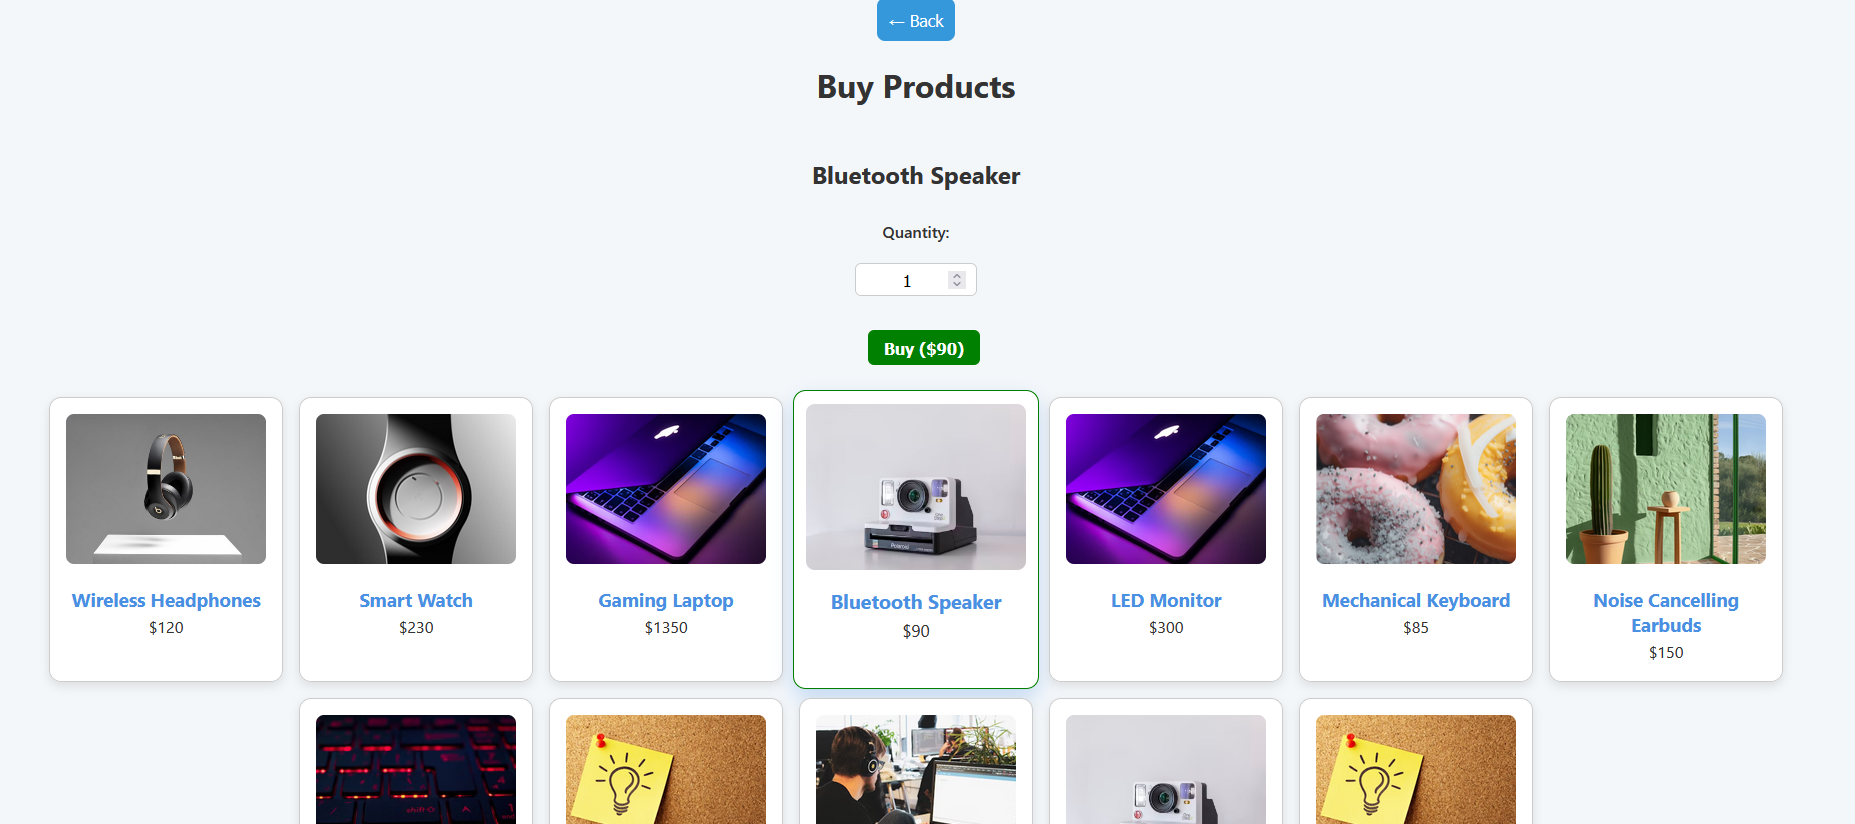 ← Back
Buy Products
Bluetooth Speaker
Quantity:
1
Buy ($90)
Polaroid
Wireless Headphones
$120
Smart Watch
$230
Gaming Laptop
$1350
Bluetooth Speaker
$90
LED Monitor
$300
Mechanical Keyboard
$85
Noise Cancelling
Earbuds
$150